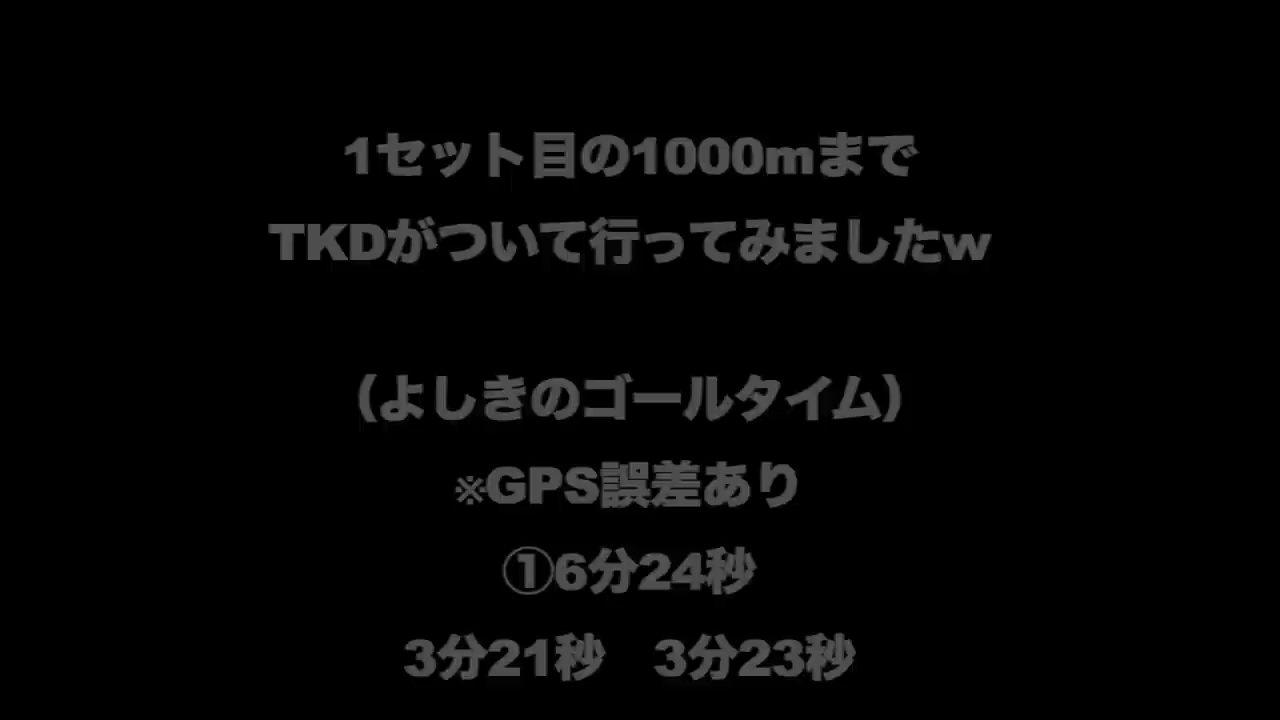 1セット目の1000mまで
TKDがついて行ってみましたw
（よしきのゴールタイム）
※GPS誤差あり
①6分24秒
3分21秒　3分23秒